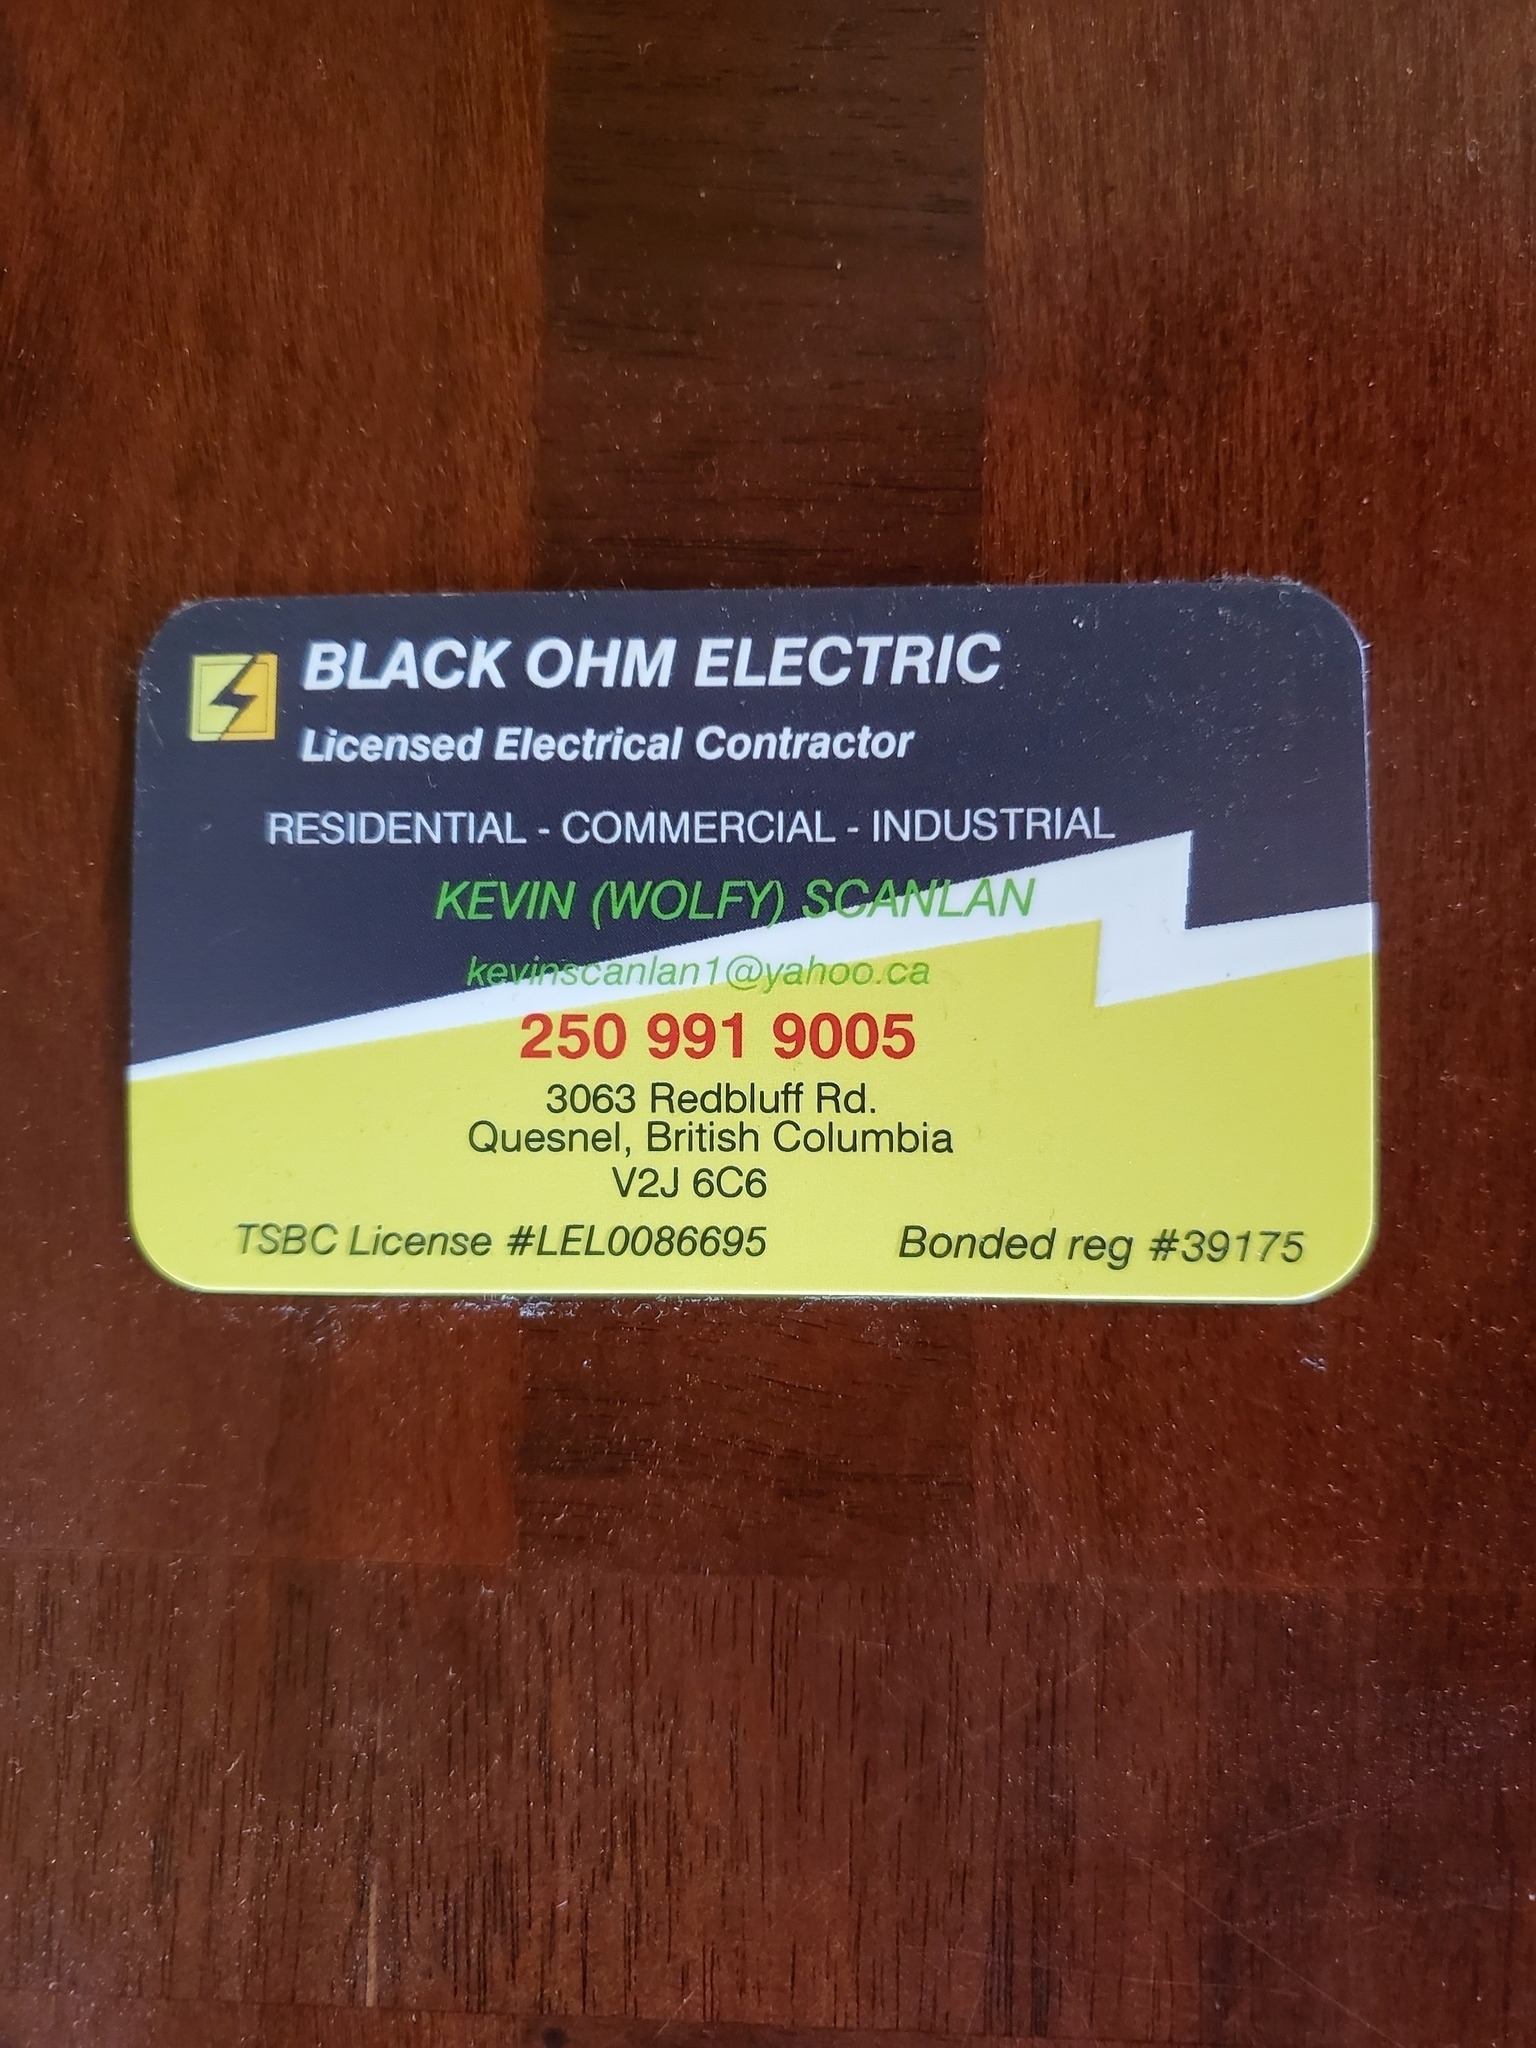 BLACK OHM ELECTRIC
Licensed Electrical Contractor
RESIDENTIAL - COMMERCIAL - INDUSTRIAL
KEVIN (WOLFY) SCANLAN
kevinscanlan1@yahoo.ca
250 991 9005
3063 Redbluff Rd.
Quesnel, British Columbia
V2J 6C6
TSBC License #LEL0086695 Bonded reg #39175